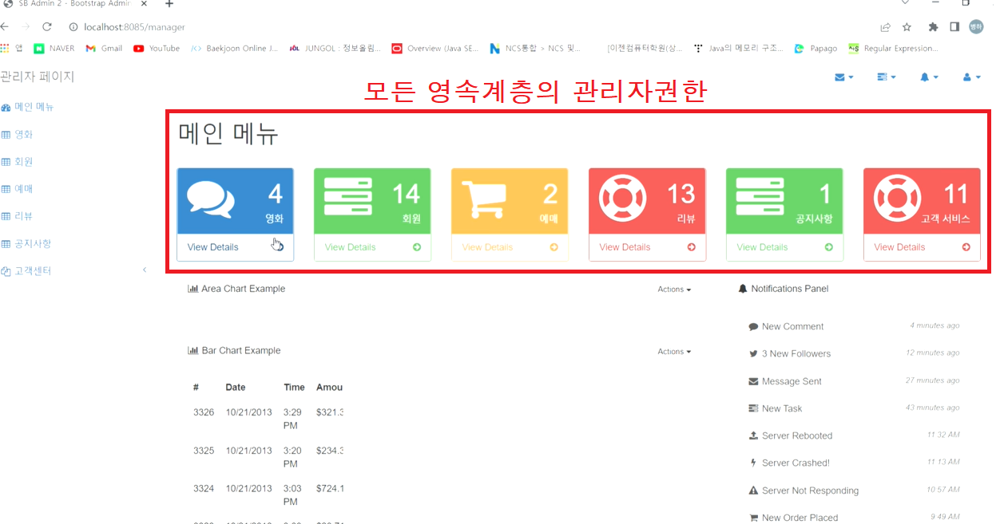 SB Admin 2 - Bootstrap Admin
localhost:8085/manager
병하
앱 NAVER Gmail YouTube Baekjoon Online J... JUNGOL : 정보올림... Overview (Java SE... NCS통합 > NCS 및... [이젠컴퓨터학원(상... Java의 메모리 구조... Papago Regular Expression...
관리자 페이지
모든 영속계층의 관리자권한
메인 메뉴
영화
회원
예매
리뷰
공지사항
고객센터
메인 메뉴
4
영화
View Details
14
회원
View Details
2
예매
View Details
13
리뷰
View Details
1
공지사항
View Details
11
고객 서비스
View Details
Area Chart Example Actions
Bar Chart Example Actions
# Date Time Amou
3326 10/21/2013 3:29 PM $321.3
3325 10/21/2013 3:20 PM $234.3
3324 10/21/2013 3:03 PM $724.1
Notifications Panel
New Comment 4 minutes ago
3 New Followers 12 minutes ago
Message Sent 27 minutes ago
New Task 43 minutes ago
Server Rebooted 11:32 AM
Server Crashed! 11:13 AM
Server Not Responding 10:57 AM
New Order Placed 9:49 AM